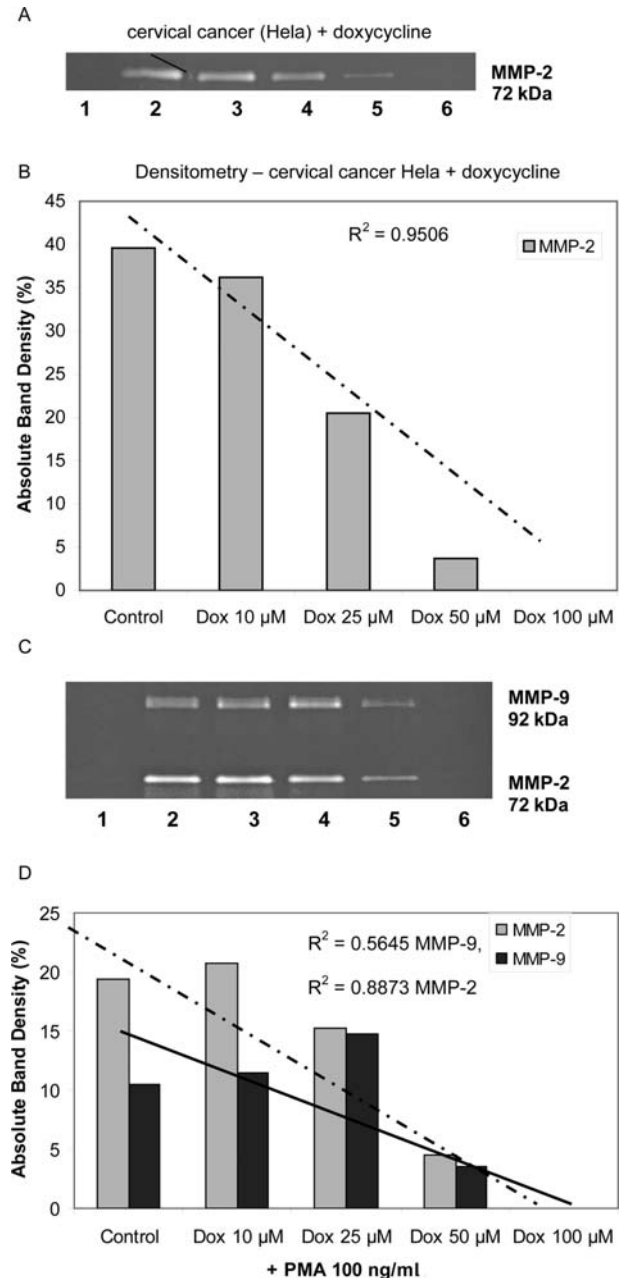 A
cervical cancer (Hela) + doxycycline
MMP-2
72 kDa
1 2 3 4 5 6
B
Densitometry – cervical cancer Hela + doxycycline
R² = 0.9506
MMP-2
Absolute Band Density (%)
45
40
35
30
25
20
15
10
5
0
Control Dox 10 µM Dox 25 µM Dox 50 µM Dox 100 µM
C
MMP-9
92 kDa
MMP-2
72 kDa
1 2 3 4 5 6
D
R² = 0.5645 MMP-9,
R² = 0.8873 MMP-2
MMP-2
MMP-9
Absolute Band Density (%)
25
20
15
10
5
0
Control Dox 10 µM Dox 25 µM Dox 50 µM Dox 100 µM
+ PMA 100 ng/ml